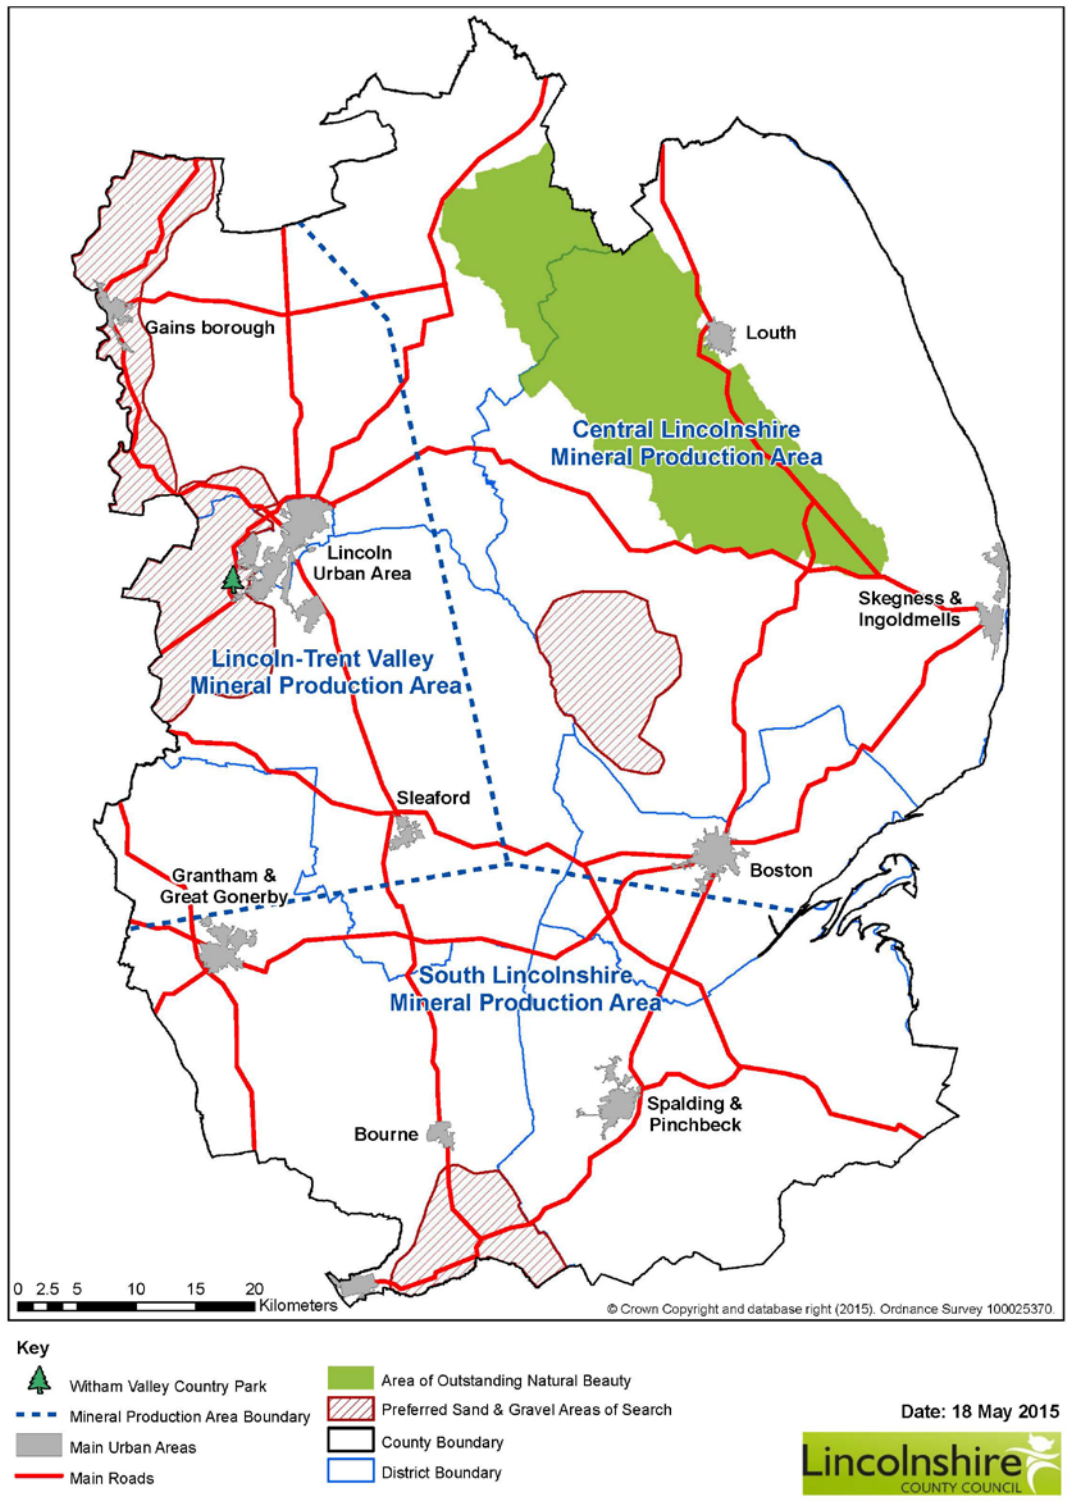 Gains borough
Louth
Central Lincolnshire
Mineral Production Area
Lincoln
Urban Area
Skegness &
Ingoldmells
Lincoln-Trent Valley
Mineral Production Area
Sleaford
Boston
Grantham &
Great Gonerby
South Lincolnshire
Mineral Production Area
Spalding &
Pinchbeck
Bourne
0 2.5 5 10 15 20
Kilometers
© Crown Copyright and database right (2015). Ordnance Survey 100025370.
Key
Witham Valley Country Park
Mineral Production Area Boundary
Main Urban Areas
Main Roads
Area of Outstanding Natural Beauty
Preferred Sand & Gravel Areas of Search
County Boundary
District Boundary
Date: 18 May 2015
Lincolnshire
COUNTY COUNCIL